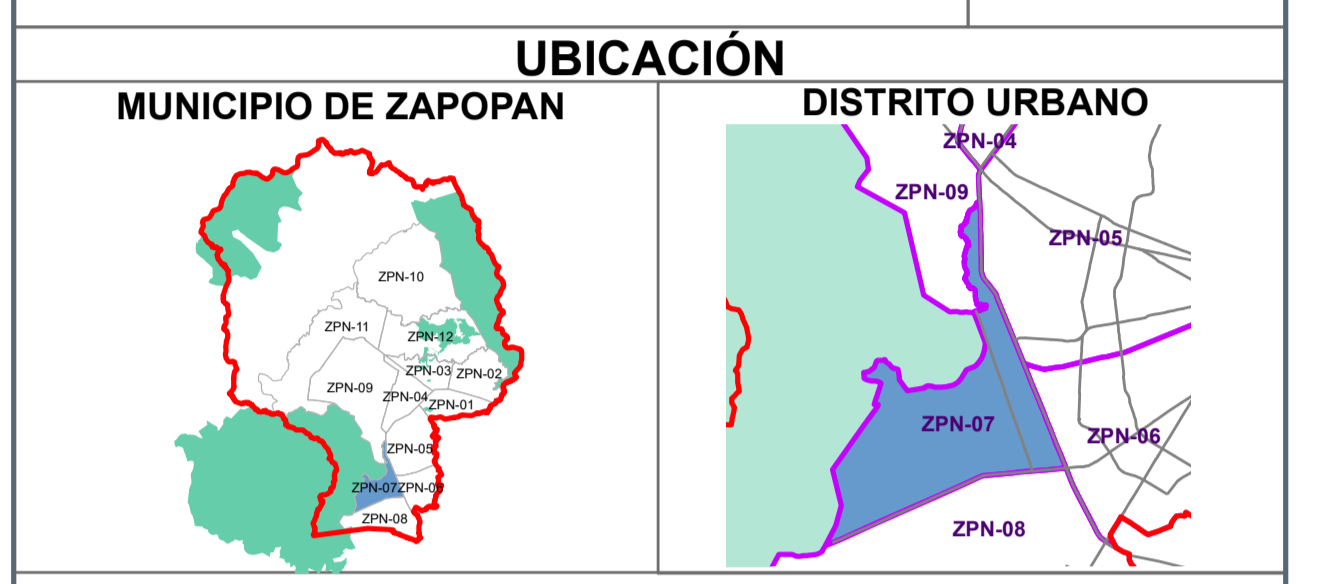 UBICACIÓN
MUNICIPIO DE ZAPOPAN
ZPN-10
ZPN-11
ZPN-12
ZPN-03
ZPN-02
ZPN-09
ZPN-04
ZPN-01
ZPN-05
ZPN-07
ZPN-06
ZPN-08
DISTRITO URBANO
ZPN-04
ZPN-09
ZPN-05
ZPN-07
ZPN-06
ZPN-08